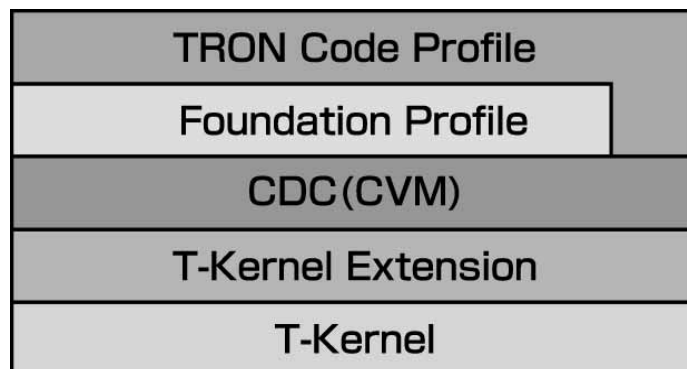 TRON Code Profile
Foundation Profile
CDC(CVM)
T-Kernel Extension
T-Kernel